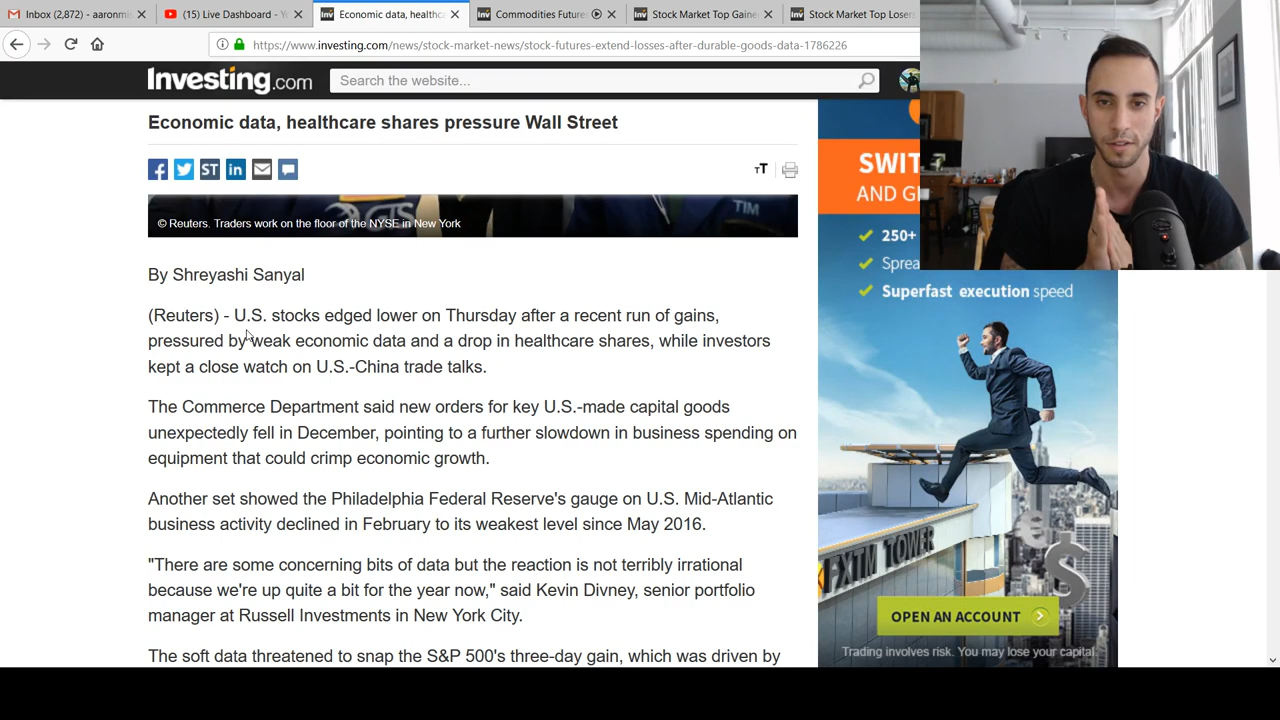 Inbox (2,872) - aaronmi
(15) Live Dashboard - Yo
Economic data, healthca
Commodities Futures
Stock Market Top Gaine
Stock Market Top Losers
https://www.investing.com/news/stock-market-news/stock-futures-extend-losses-after-durable-goods-data-1786226
Investing.com
Search the website...
Economic data, healthcare shares pressure Wall Street
ST
TT
TIM
© Reuters. Traders work on the floor of the NYSE in New York
By Shreyashi Sanyal
(Reuters) - U.S. stocks edged lower on Thursday after a recent run of gains,
pressured by weak economic data and a drop in healthcare shares, while investors
kept a close watch on U.S.-China trade talks.
The Commerce Department said new orders for key U.S.-made capital goods
unexpectedly fell in December, pointing to a further slowdown in business spending on
equipment that could crimp economic growth.
Another set showed the Philadelphia Federal Reserve's gauge on U.S. Mid-Atlantic
business activity declined in February to its weakest level since May 2016.
"There are some concerning bits of data but the reaction is not terribly irrational
because we're up quite a bit for the year now," said Kevin Divney, senior portfolio
manager at Russell Investments in New York City.
The soft data threatened to snap the S&P 500's three-day gain, which was driven by
SWIT
AND G
250+
Sprea
Superfast execution speed
FXTM TOWER
OPEN AN ACCOUNT
Trading involves risk. You may lose your capital.